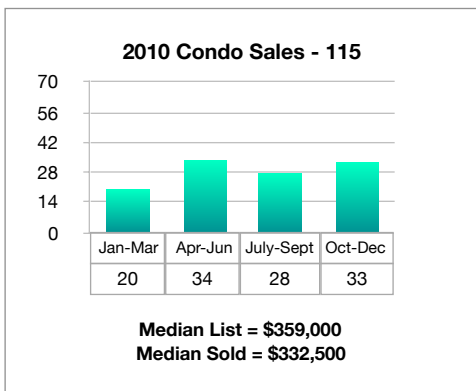 2010 Condo Sales - 115
70
56
42
28
14
0
Jan-Mar Apr-Jun July-Sept Oct-Dec
20 34 28 33
Median List = $359,000
Median Sold = $332,500